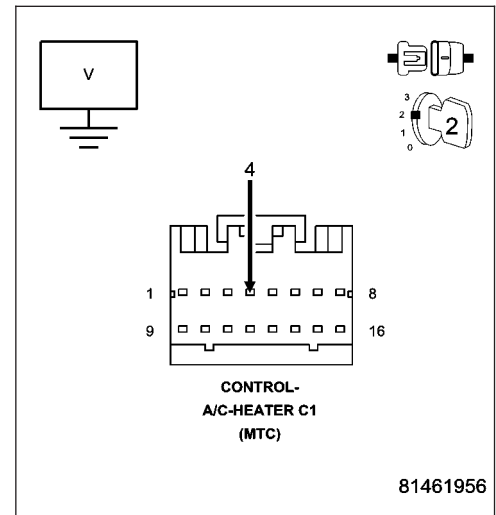 V
3
2
1
0
2
4
1 8
9 16
CONTROL-
A/C-HEATER C1
(MTC)
81461956